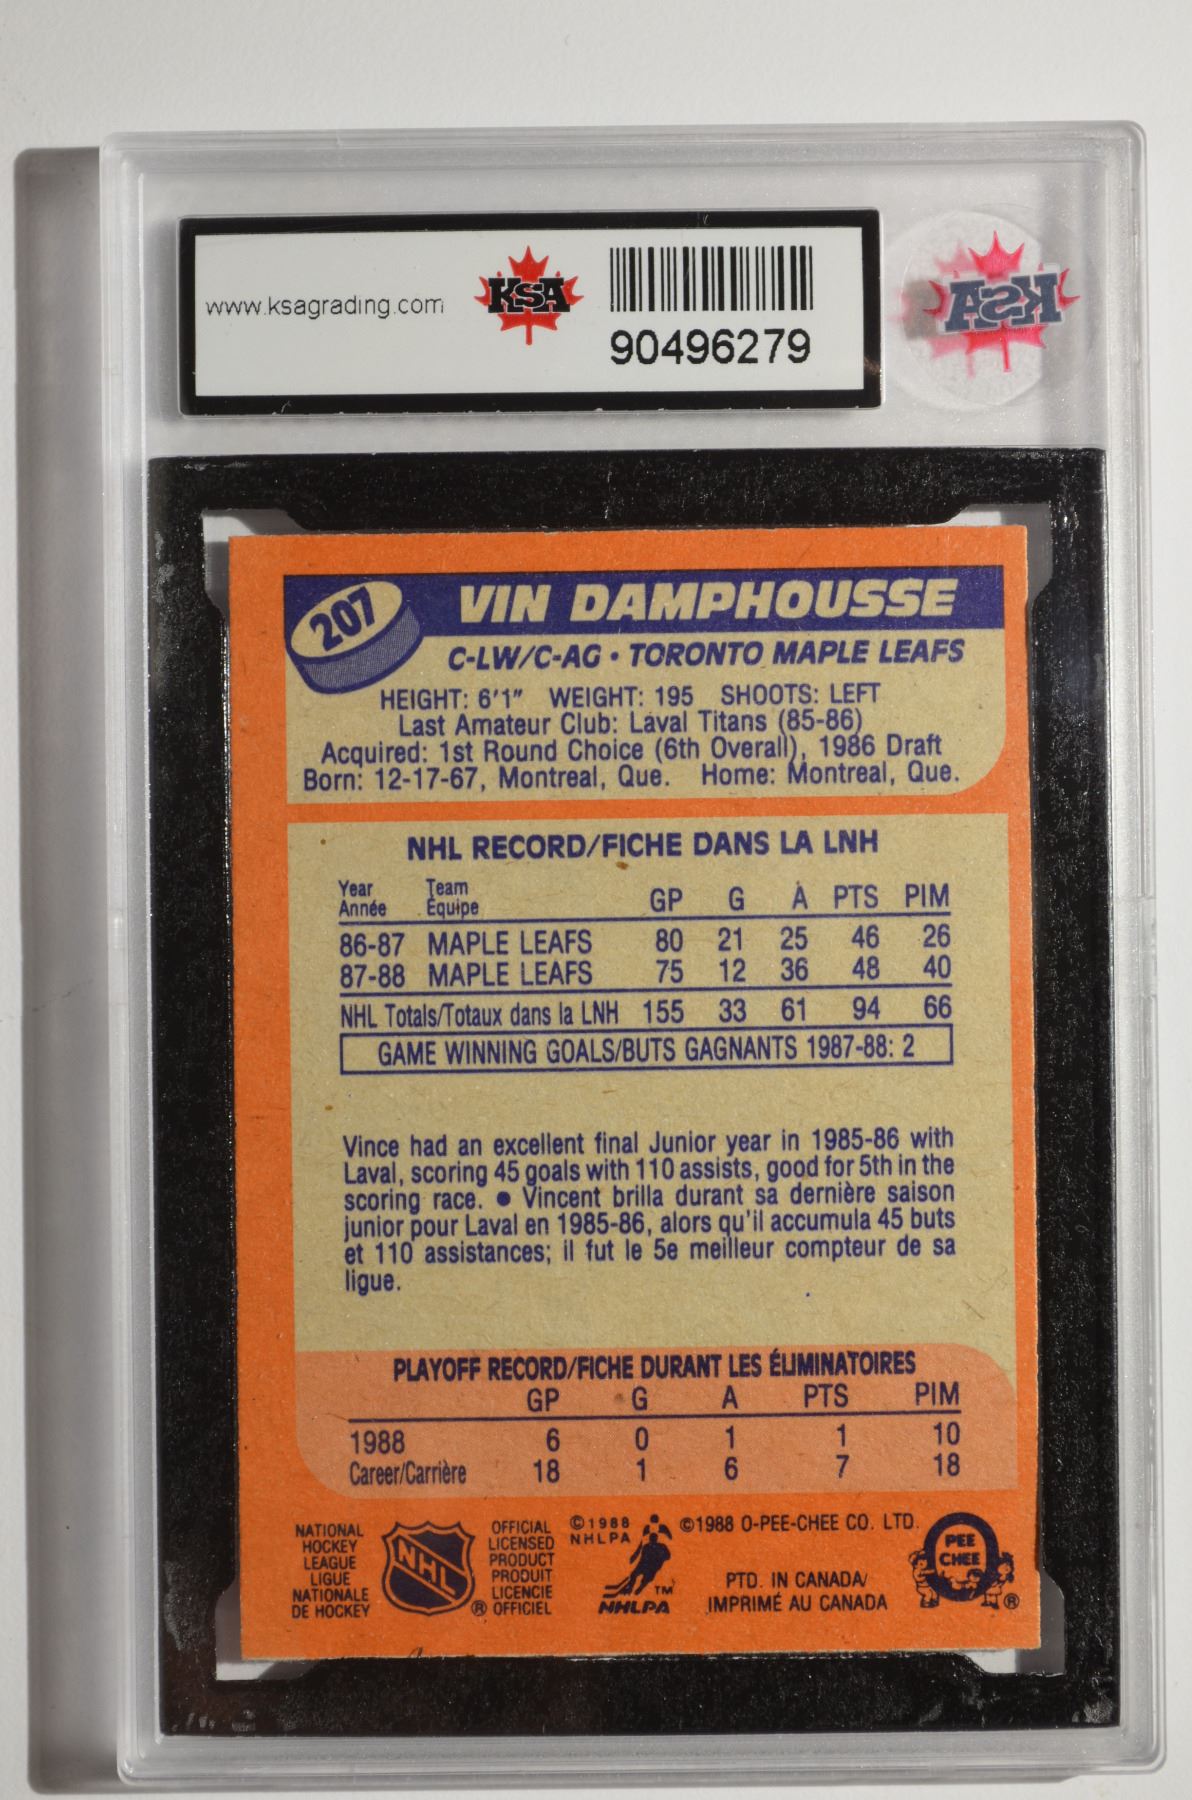 www.ksagrading.com
KSA
90496279
KSA
207
VIN DAMPHOUSSE
C-LW/C-AG • TORONTO MAPLE LEAFS
HEIGHT: 6'1" WEIGHT: 195 SHOOTS: LEFT
Last Amateur Club: Laval Titans (85-86)
Acquired: 1st Round Choice (6th Overall), 1986 Draft
Born: 12-17-67, Montreal, Que. Home: Montreal, Que.
NHL RECORD/FICHE DANS LA LNH
Year Team
Année Equipe GP G A PTS PIM
86-87 MAPLE LEAFS 80 21 25 46 26
87-88 MAPLE LEAFS 75 12 36 48 40
NHL Totals/Totaux dans la LNH 155 33 61 94 66
GAME WINNING GOALS/BUTS GAGNANTS 1987-88: 2
Vince had an excellent final Junior year in 1985-86 with
Laval, scoring 45 goals with 110 assists, good for 5th in the
scoring race. ● Vincent brilla durant sa dernière saison
junior pour Laval en 1985-86, alors qu'il accumula 45 buts
et 110 assistances; il fut le 5e meilleur compteur de sa
ligue.
PLAYOFF RECORD/FICHE DURANT LES ÉLIMINATOIRES
GP G A PTS PIM
1988 6 0 1 1 10
Career/Carrière 18 1 6 7 18
NATIONAL
HOCKEY
LEAGUE
LIGUE
NATIONALE
DE HOCKEY
NHL
®
OFFICIAL
LICENSED
PRODUCT
PRODUIT
LICENCIE
OFFICIEL
©1988
NHLPA
TM
NHLPA
©1988 O-PEE-CHEE CO. LTD.
PTD. IN CANADA/
IMPRIMÉ AU CANADA
PEE
CHEE
®